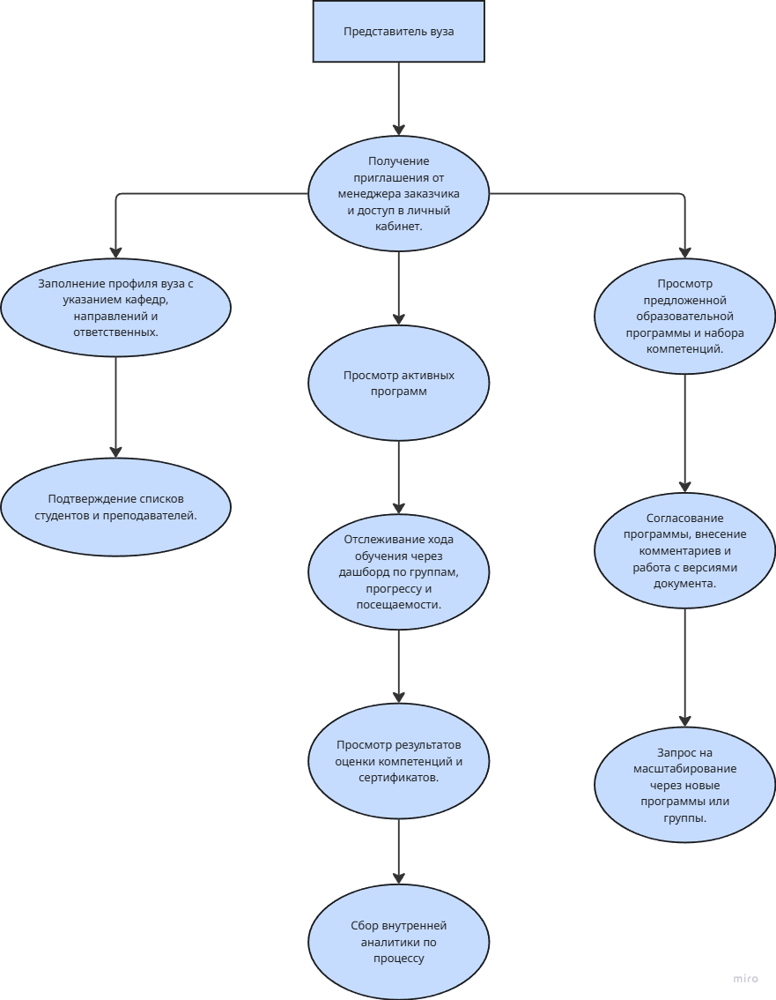 Представитель вуза
Получение
приглашения от
менеджера заказчика
и доступ в личный
кабинет.
Заполнение профиля вуза с
указанием кафедр,
направлений и
ответственных.
Просмотр
предложенной
образовательной
программы и набора
компетенций.
Просмотр активных
программ
Подтверждение списков
студентов и преподавателей.
Отслеживание хода
обучения через
дашборд по группам,
прогрессу и
посещаемости.
Согласование
программы, внесение
комментариев и
работа с версиями
документа.
Просмотр результатов
оценки компетенций и
сертификатов.
Запрос на
масштабирование
через новые
программы или
группы.
Сбор внутренней
аналитики по
процессу
miro